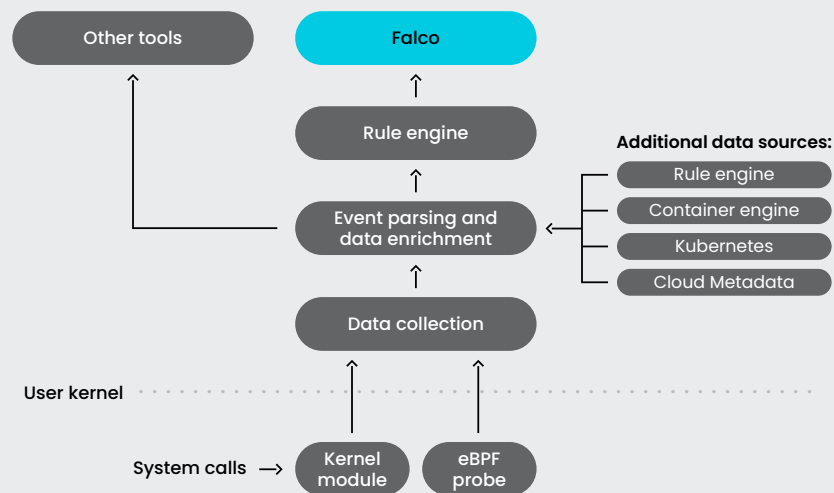 Other tools
Falco
Rule engine
Additional data sources:
Rule engine
Container engine
Kubernetes
Cloud Metadata
Event parsing and
data enrichment
Data collection
User kernel
System calls
Kernel
module
eBPF
probe